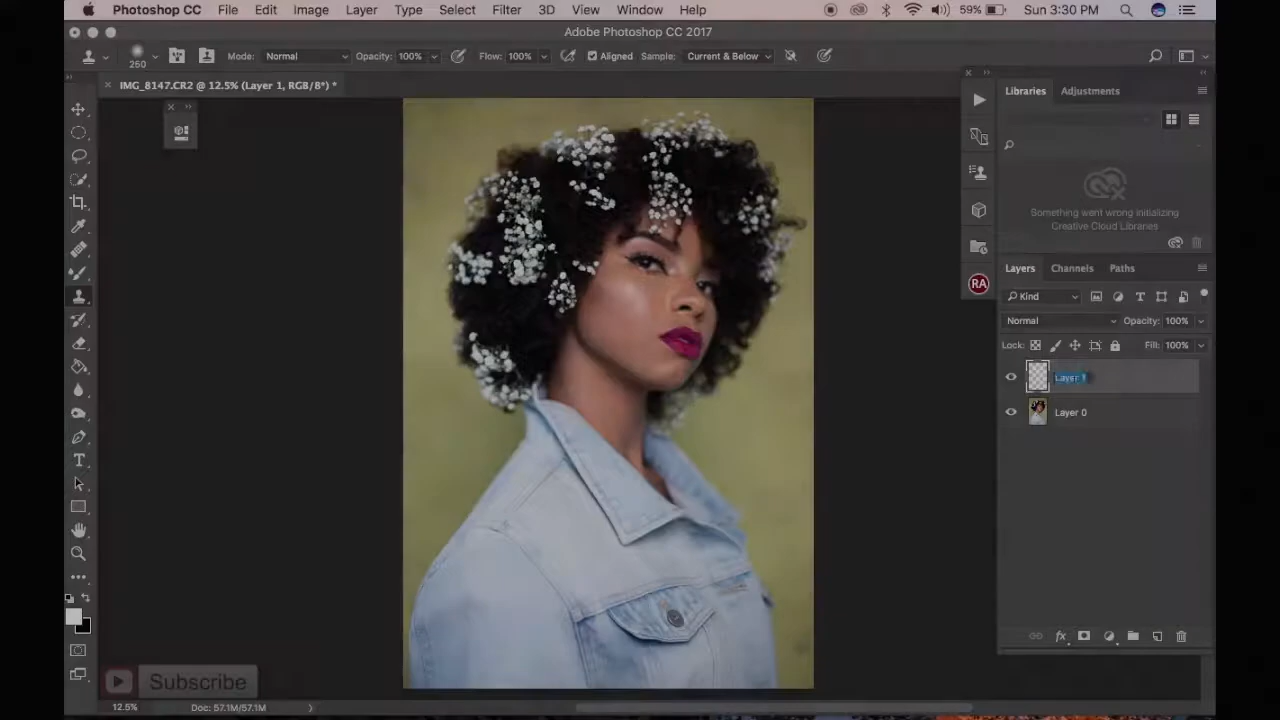 Photoshop CC File Edit Image Layer Type Select Filter 3D View Window Help 59% Sun 3:30 PM
Adobe Photoshop CC 2017
250 Mode: Normal Opacity: 100% Flow: 100% Aligned Sample: Current & Below
IMG_8147.CR2 @ 12.5% (Layer 1, RGB/8*) *
Libraries Adjustments
Something went wrong initializing
Creative Cloud Libraries
Layers Channels Paths
RA
Kind
Normal Opacity: 100%
Lock: Fill: 100%
Layer 1
Layer 0
fx
Subscribe
12.5% Doc: 57.1M/57.1M